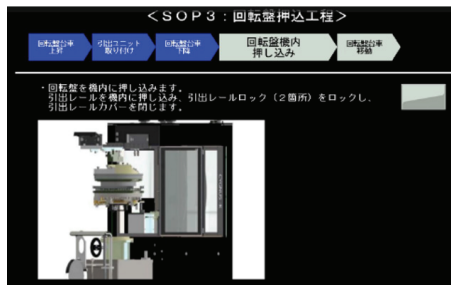 ＜SOP3：回転盤押込工程＞
回転盤台車
上昇
引出ユニット
取り付け
回転盤台車
下降
回転盤機内
押し込み
回転盤台車
移動
・回転盤を機内に押し込みます。
引出レールを機内に押し込み、引出レールロック（２箇所）をロックし、
引出レールカバーを閉じます。